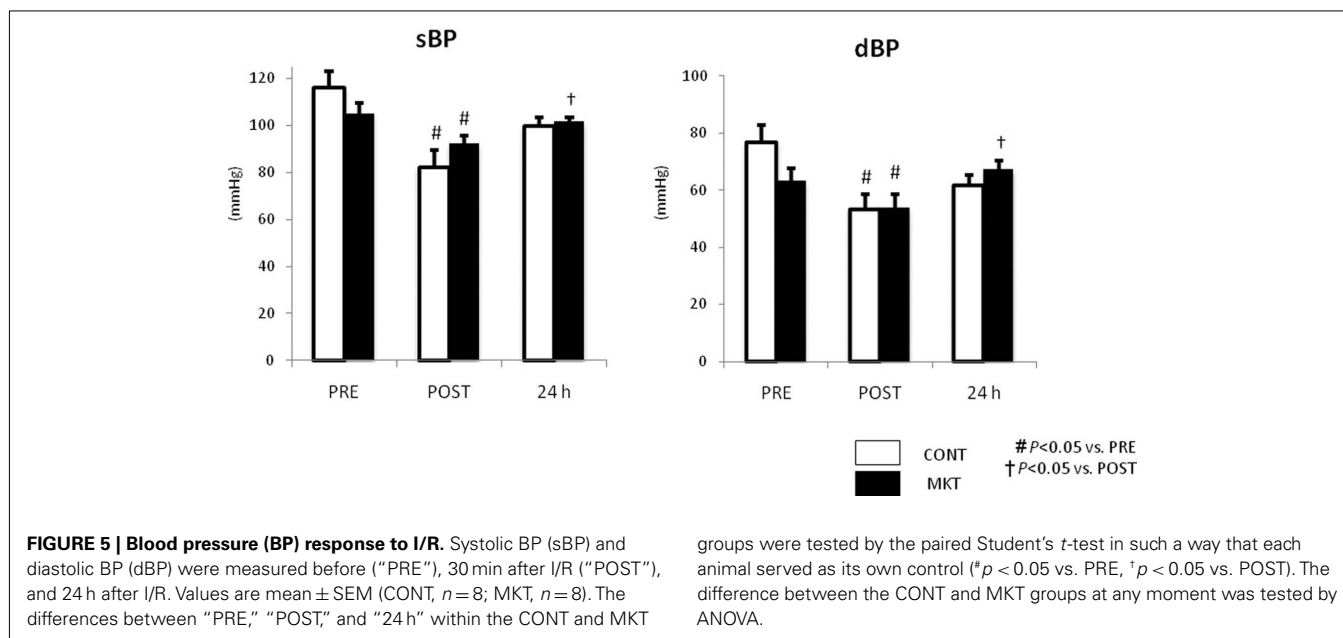 sBP
120
100
80
60
40
20
0
(mmHg)
#
#
†
PRE
POST
24 h
dBP
100
80
60
40
20
0
(mmHg)
#
#
†
PRE
POST
24 h
CONT
MKT
#P<0.05 vs. PRE
†P<0.05 vs. POST
FIGURE 5 | Blood pressure (BP) response to I/R. Systolic BP (sBP) and
diastolic BP (dBP) were measured before (“PRE”), 30 min after I/R (“POST”),
and 24 h after I/R. Values are mean ± SEM (CONT, n = 8; MKT, n = 8). The
differences between “PRE,” “POST,” and “24 h” within the CONT and MKT
groups were tested by the paired Student’s t-test in such a way that each
animal served as its own control (#p < 0.05 vs. PRE, †p < 0.05 vs. POST). The
difference between the CONT and MKT groups at any moment was tested by
ANOVA.